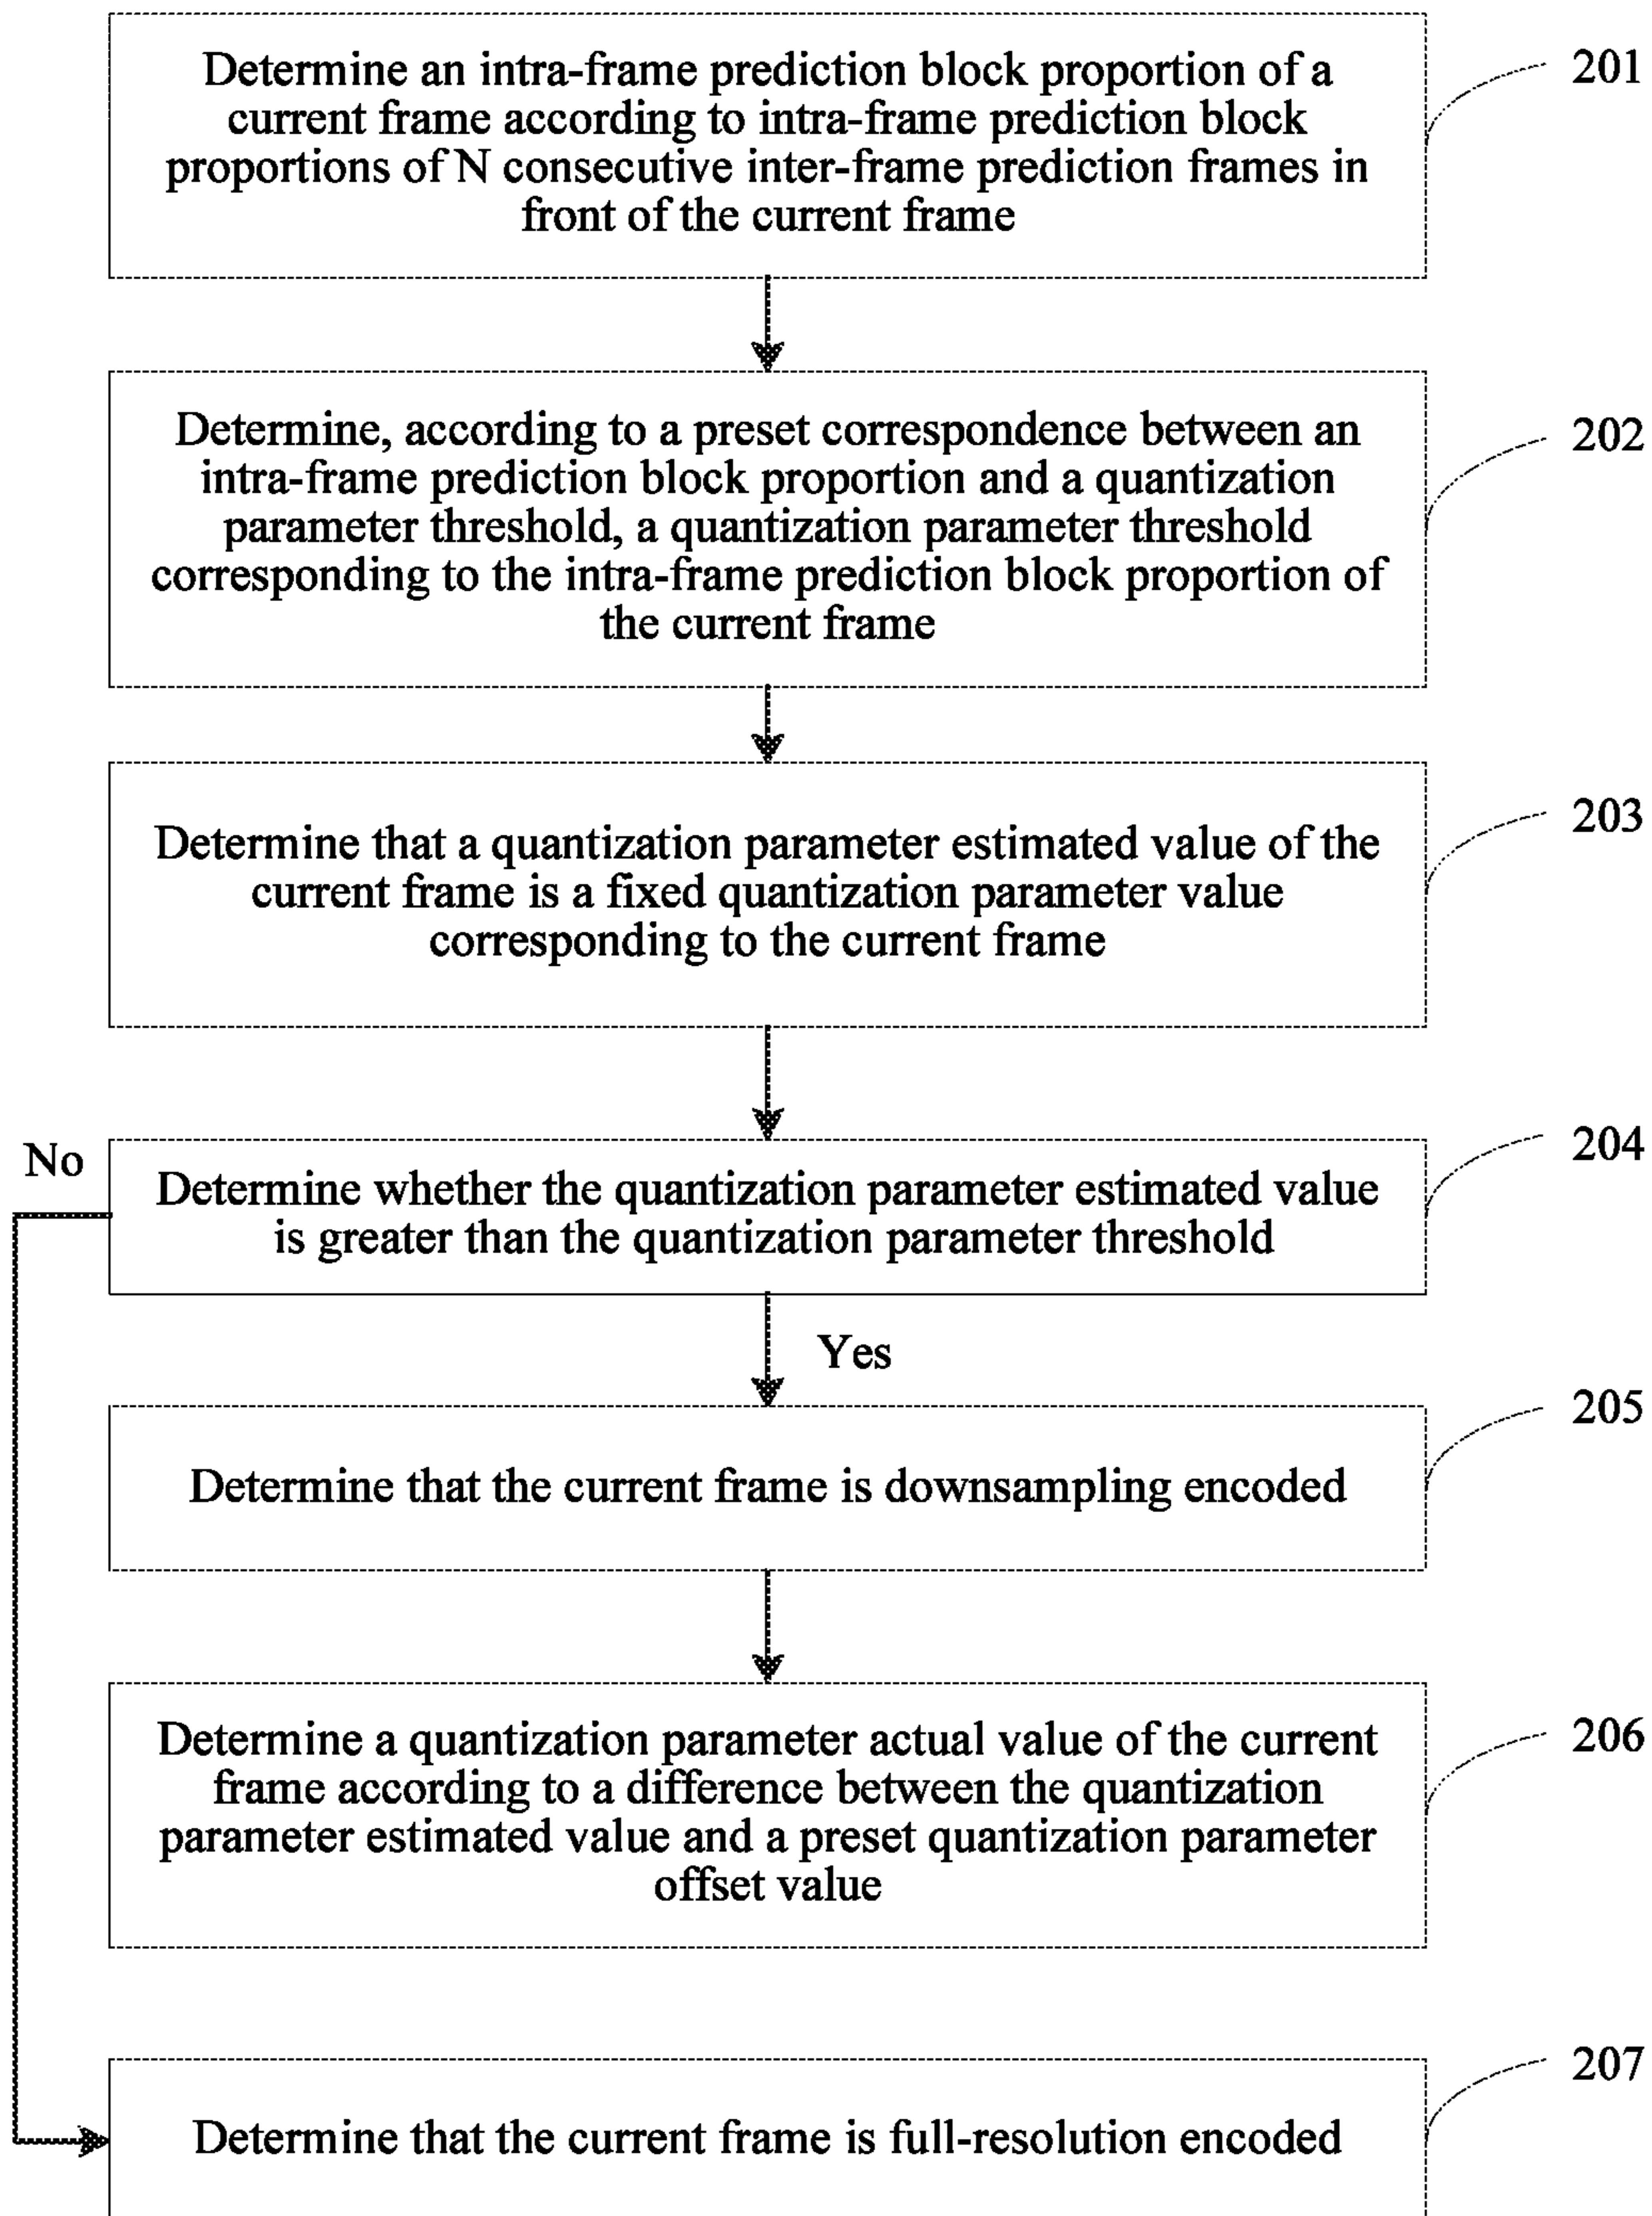 Determine an intra-frame prediction block proportion of a
current frame according to intra-frame prediction block
proportions of N consecutive inter-frame prediction frames in
front of the current frame
201
Determine, according to a preset correspondence between an
intra-frame prediction block proportion and a quantization
parameter threshold, a quantization parameter threshold
corresponding to the intra-frame prediction block proportion of
the current frame
202
Determine that a quantization parameter estimated value of the
current frame is a fixed quantization parameter value
corresponding to the current frame
203
No
Determine whether the quantization parameter estimated value
is greater than the quantization parameter threshold
204
Yes
Determine that the current frame is downsampling encoded
205
Determine a quantization parameter actual value of the current
frame according to a difference between the quantization
parameter estimated value and a preset quantization parameter
offset value
206
Determine that the current frame is full-resolution encoded
207